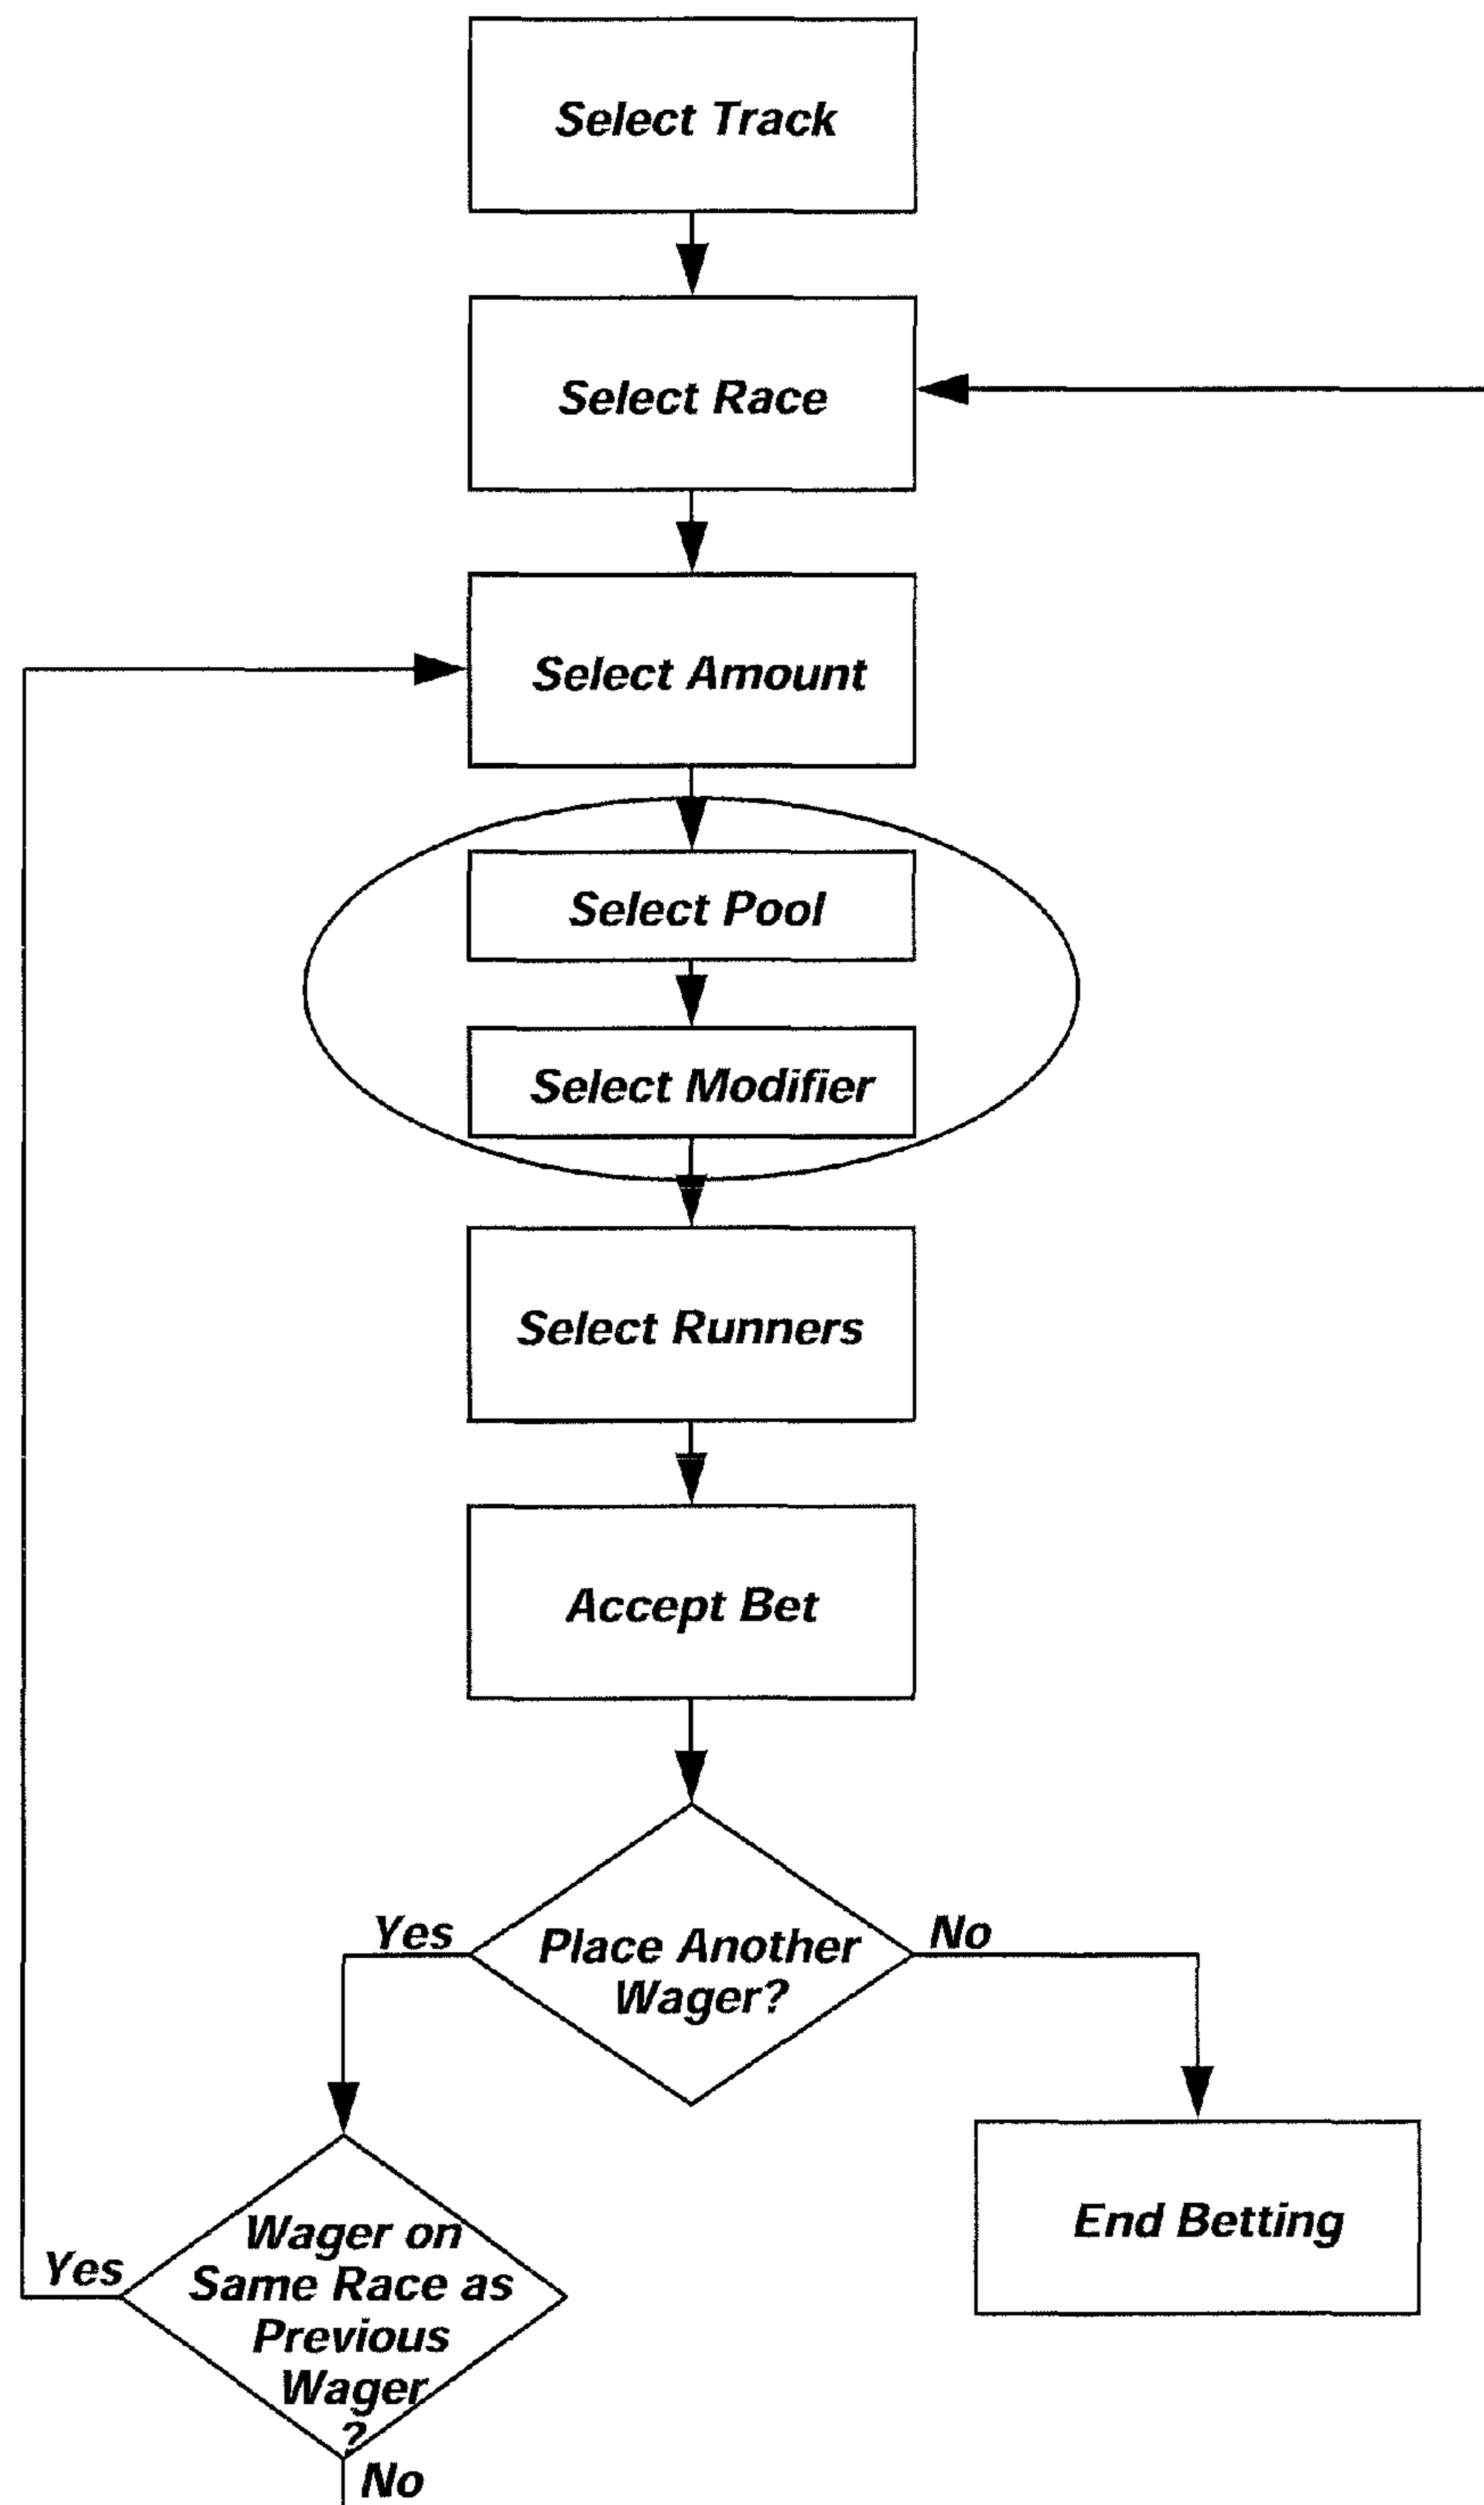 Select Track
Select Race
Select Amount
Select Pool
Select Modifier
Select Runners
Accept Bet
Place Another
Wager?
Yes
No
End Betting
Wager on
Same Race as
Previous
Wager
?
Yes
No